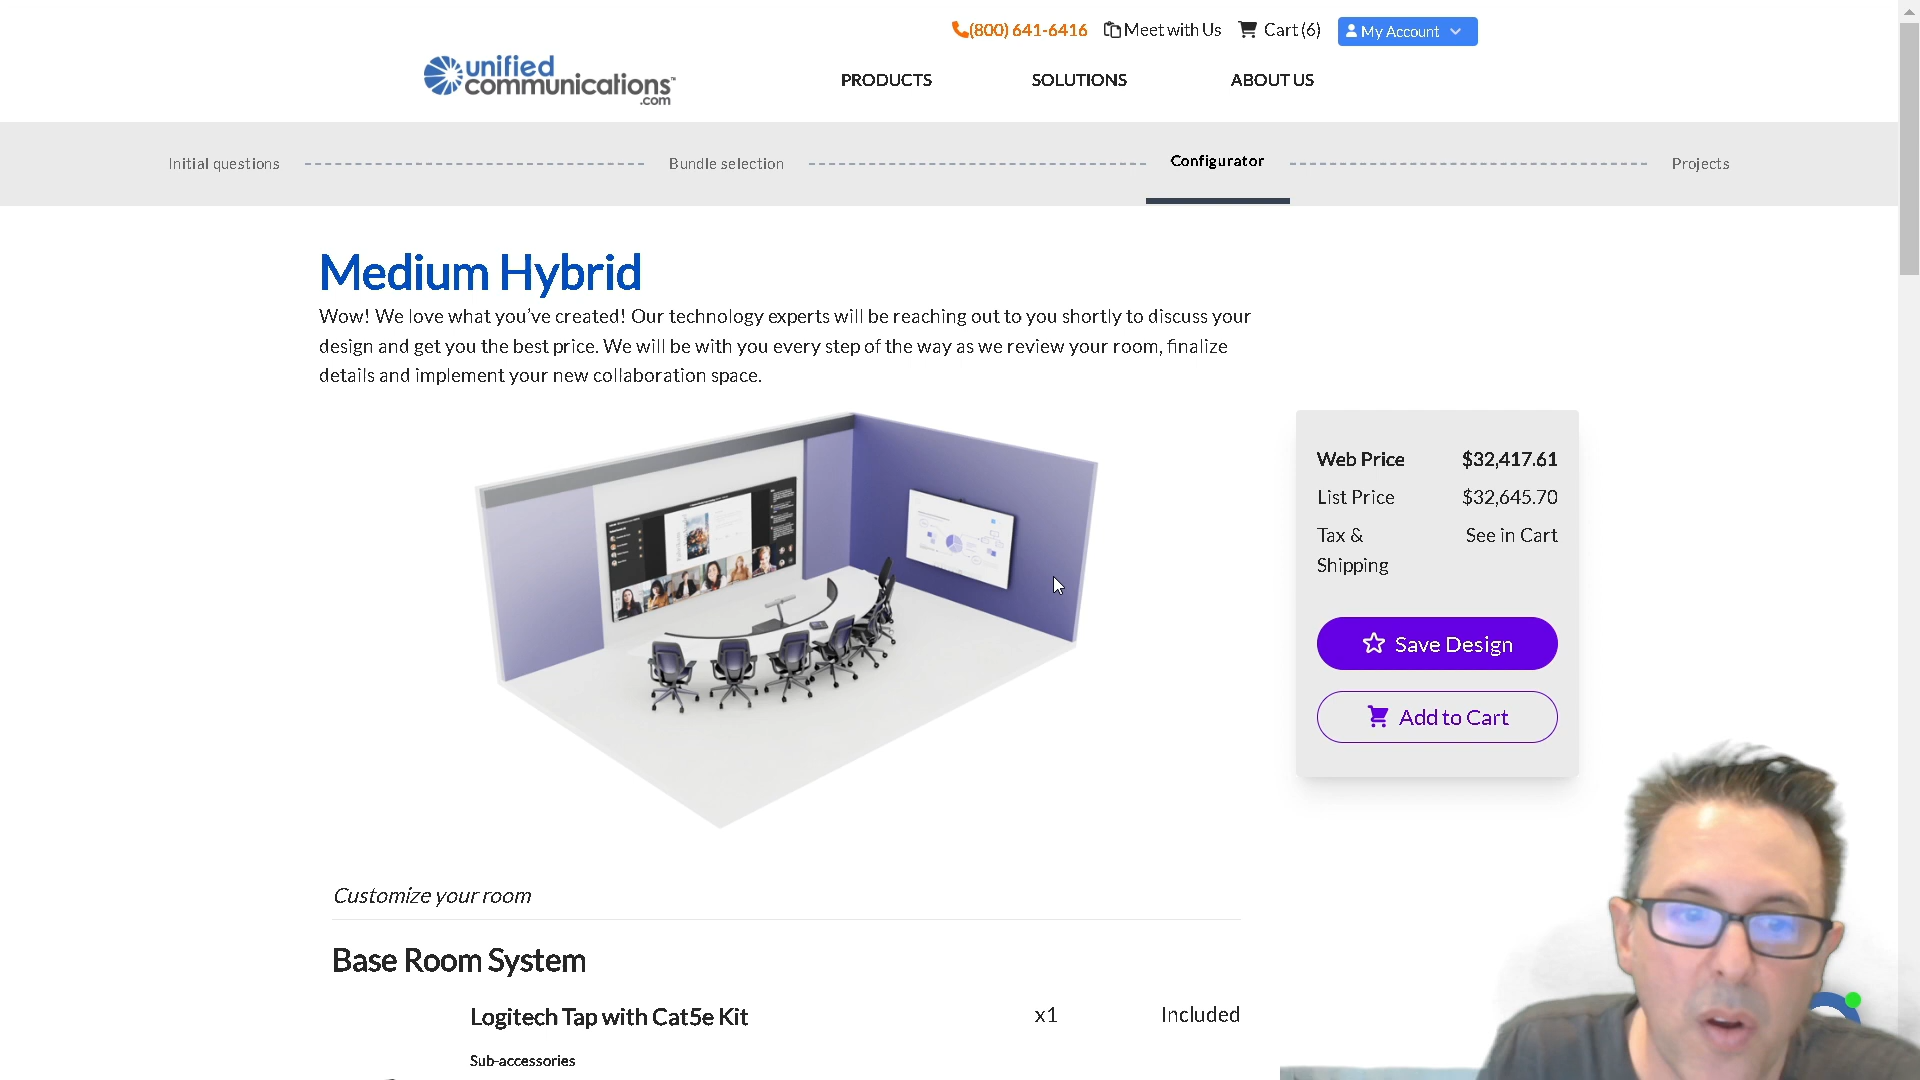 (800) 641-6416 Meet with Us Cart (6) My Account
unified
communications™
.com
PRODUCTS SOLUTIONS ABOUT US
Initial questions Bundle selection Configurator Projects
Medium Hybrid
Wow! We love what you’ve created! Our technology experts will be reaching out to you shortly to discuss your
design and get you the best price. We will be with you every step of the way as we review your room, finalize
details and implement your new collaboration space.
Web Price $32,417.61
List Price $32,645.70
Tax & See in Cart
Shipping
Save Design
Add to Cart
Customize your room
Base Room System
Logitech Tap with Cat5e Kit x1 Included
Sub-accessories